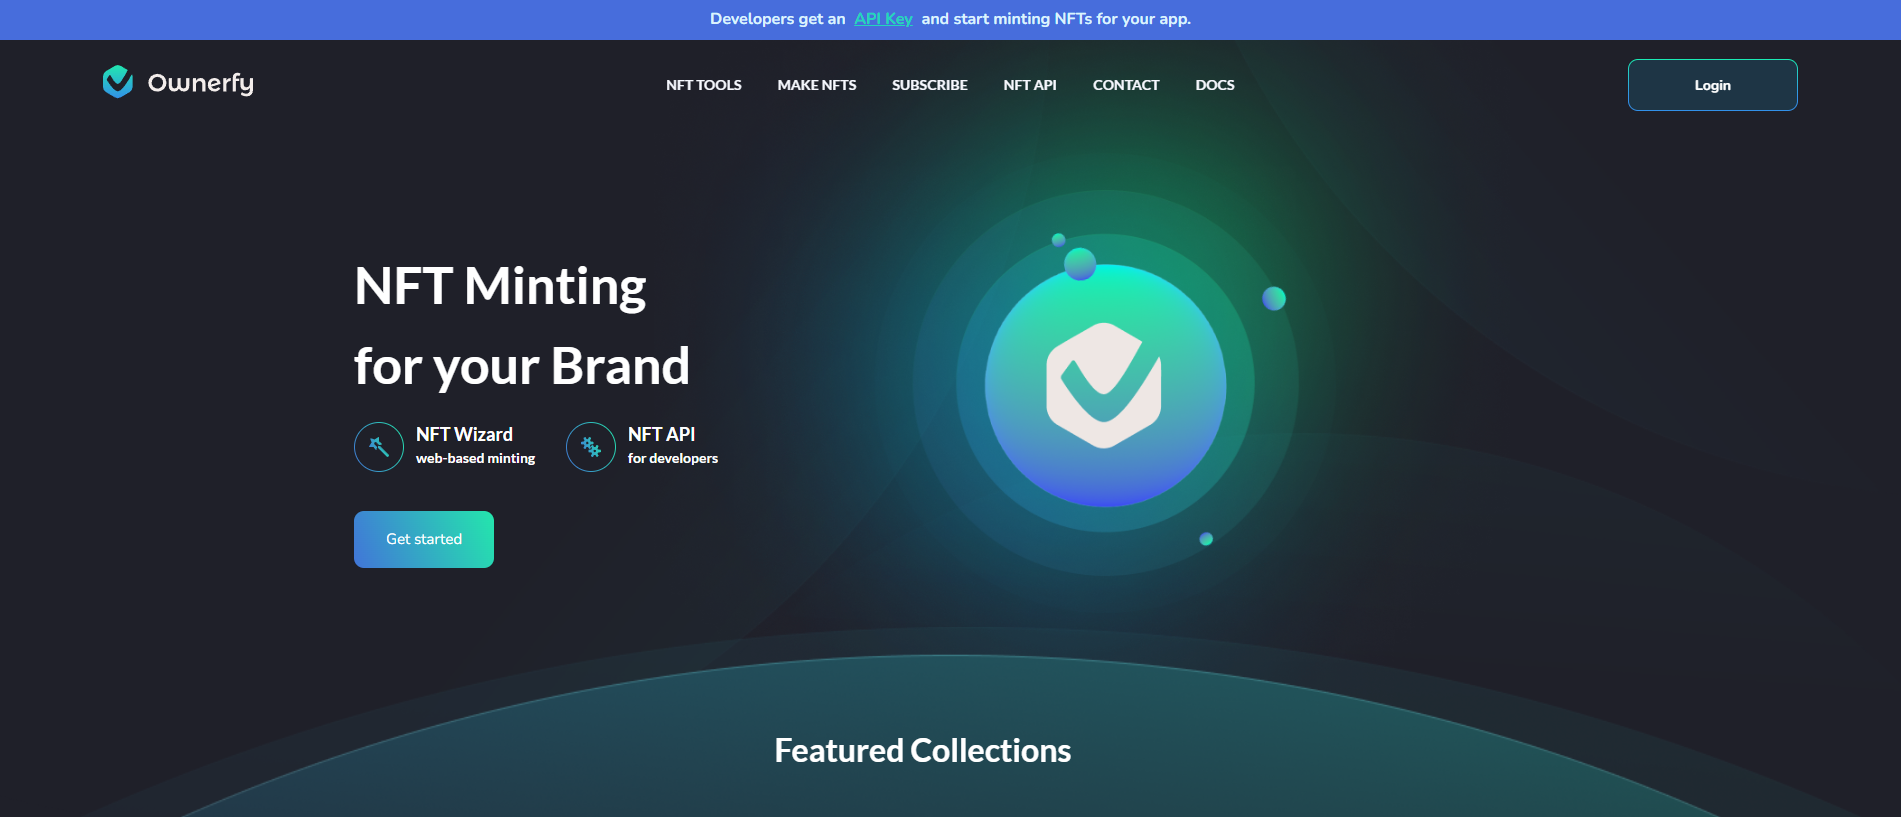 Developers get an API Key and start minting NFTs for your app.
Ownerfy
NFT TOOLS MAKE NFTS SUBSCRIBE NFT API CONTACT DOCS
Login
NFT Minting
for your Brand
NFT Wizard
web-based minting
NFT API
for developers
Get started
Featured Collections